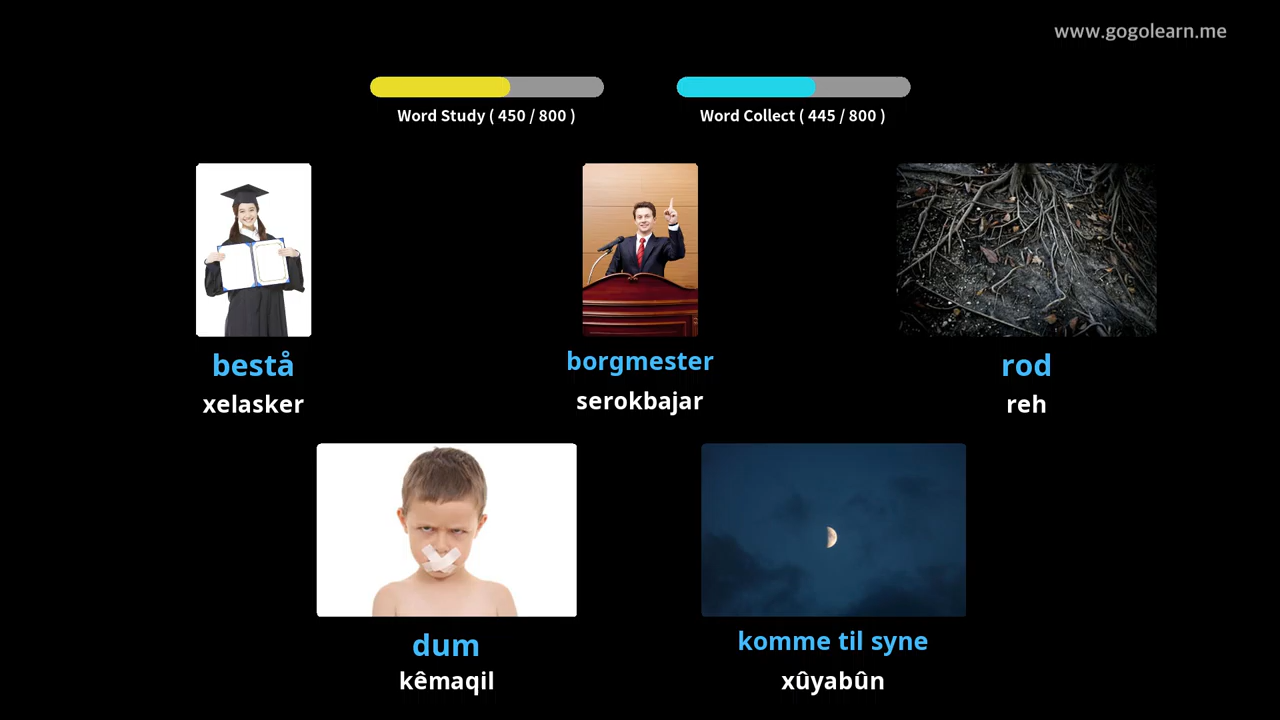 www.gogolearn.me
Word Study ( 450 / 800 )
Word Collect ( 445 / 800 )
bestå
xelasker
borgmester
serokbajar
rod
reh
dum
kêmaqil
komme til syne
xûyabûn